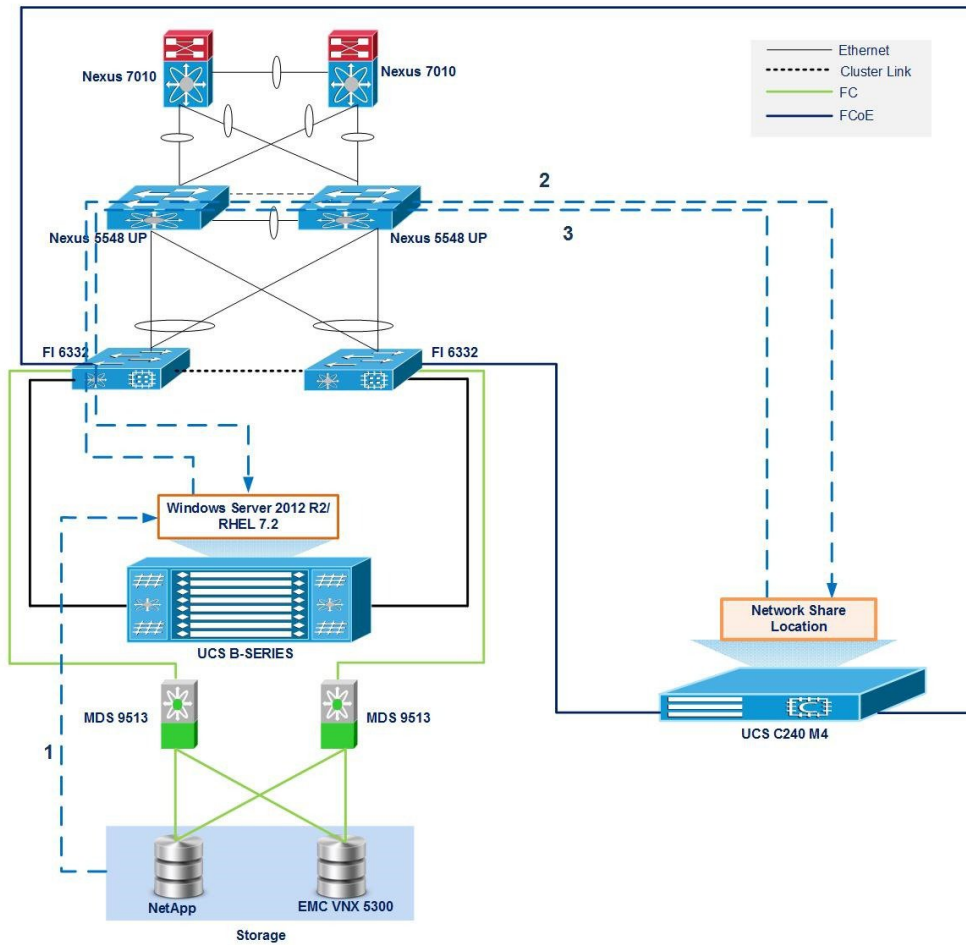 Nexus 7010
Nexus 7010
Ethernet
Cluster Link
FC
FCoE
2
3
Nexus 5548 UP
Nexus 5548 UP
FI 6332
FI 6332
Windows Server 2012 R2/
RHEL 7.2
Network Share
Location
UCS B-SERIES
MDS 9513
MDS 9513
UCS C240 M4
1
NetApp
EMC VNX 5300
Storage